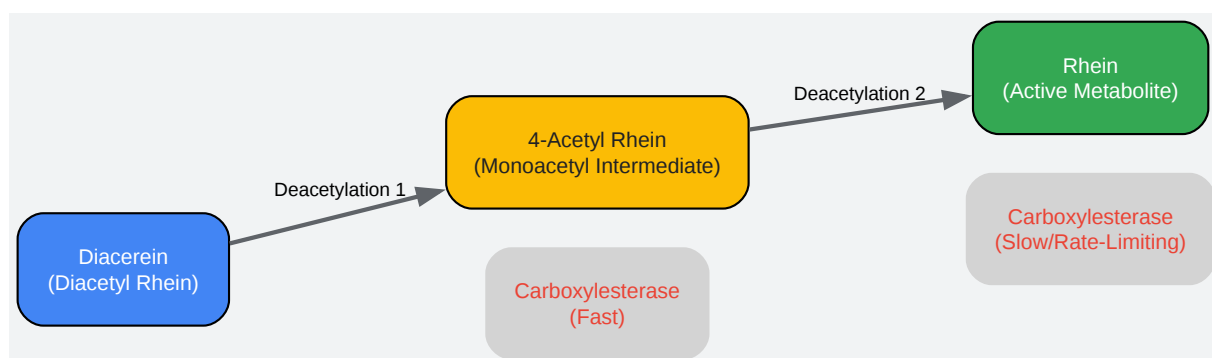 Diacerein
(Diacetyl Rhein)
Deacetylation 1
4-Acetyl Rhein
(Monoacetyl Intermediate)
Carboxylesterase
(Fast)
Deacetylation 2
Rhein
(Active Metabolite)
Carboxylesterase
(Slow/Rate-Limiting)